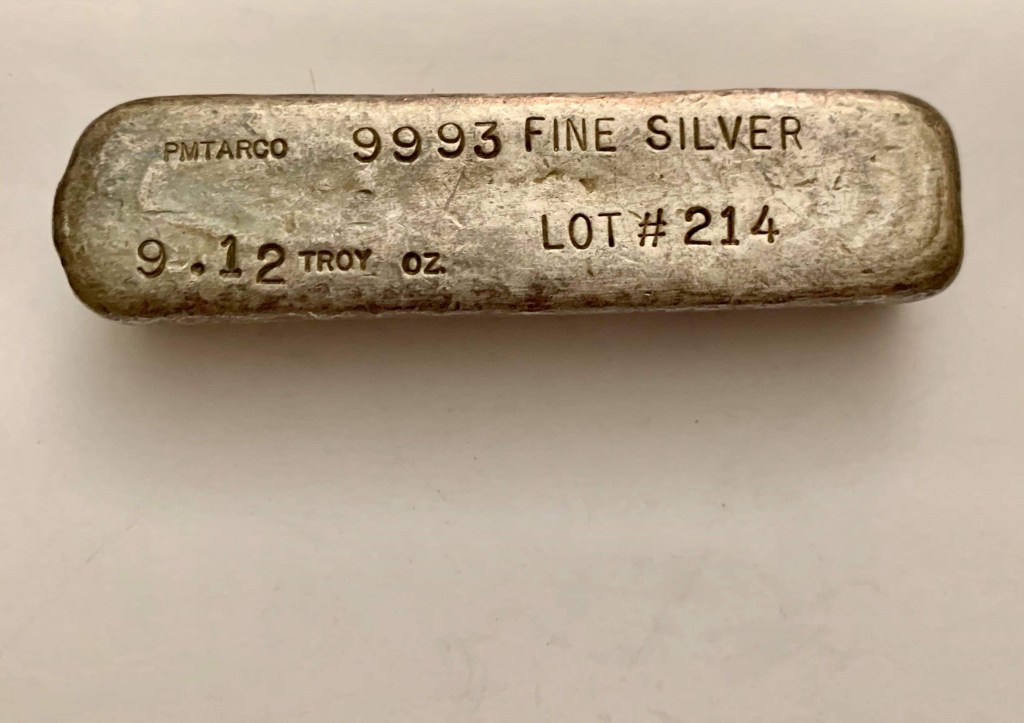 PMTARCO 9993 FINE SILVER
9.12 TROY OZ. LOT # 214